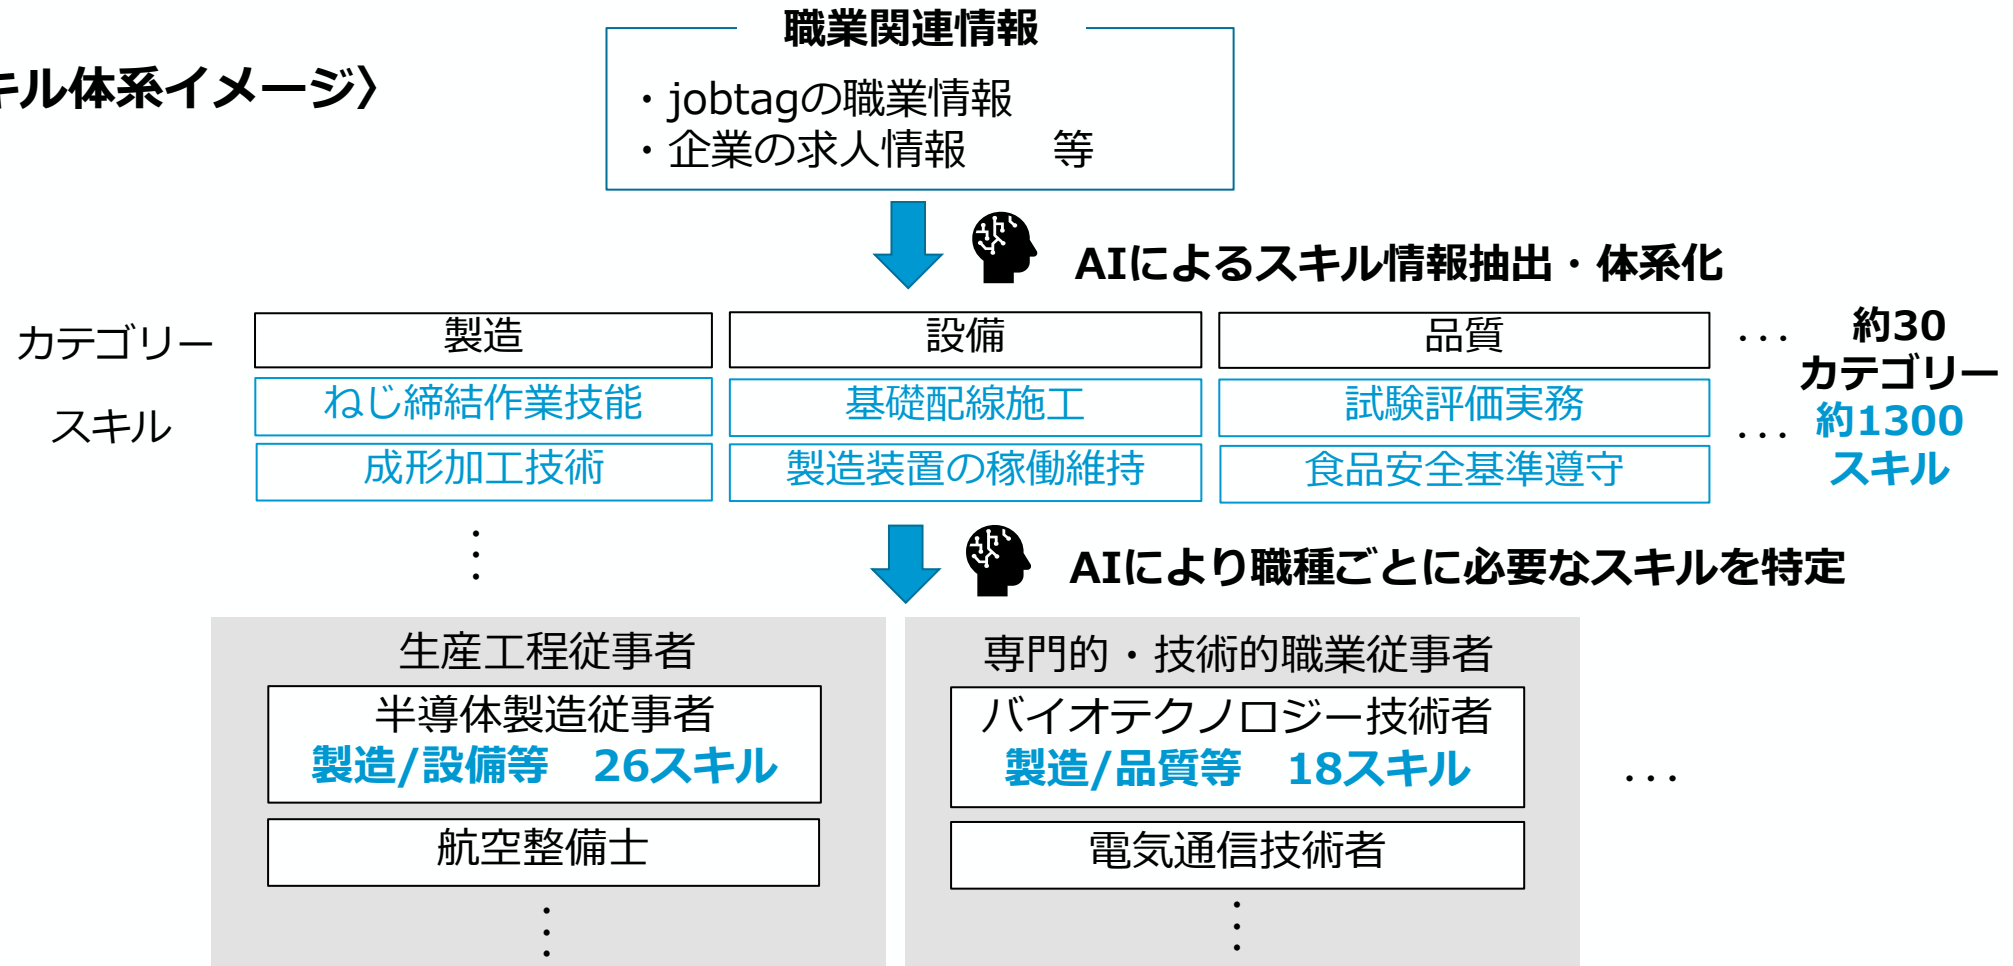 職業関連情報
キル体系イメージ〉
・jobtagの職業情報
・企業の求人情報　　等
AIによるスキル情報抽出・体系化
カテゴリー 製造 設備 品質 ... 約30
カテゴリー
スキル ねじ締結作業技能 基礎配線施工 試験評価実務 ... 約1300
スキル
成形加工技術 製造装置の稼働維持 食品安全基準遵守
⋮
AIにより職種ごとに必要なスキルを特定
生産工程従事者 専門的・技術的職業従事者
半導体製造従事者 バイオテクノロジー技術者
製造/設備等　26スキル 製造/品質等　18スキル ...
航空整備士 電気通信技術者
⋮ ⋮